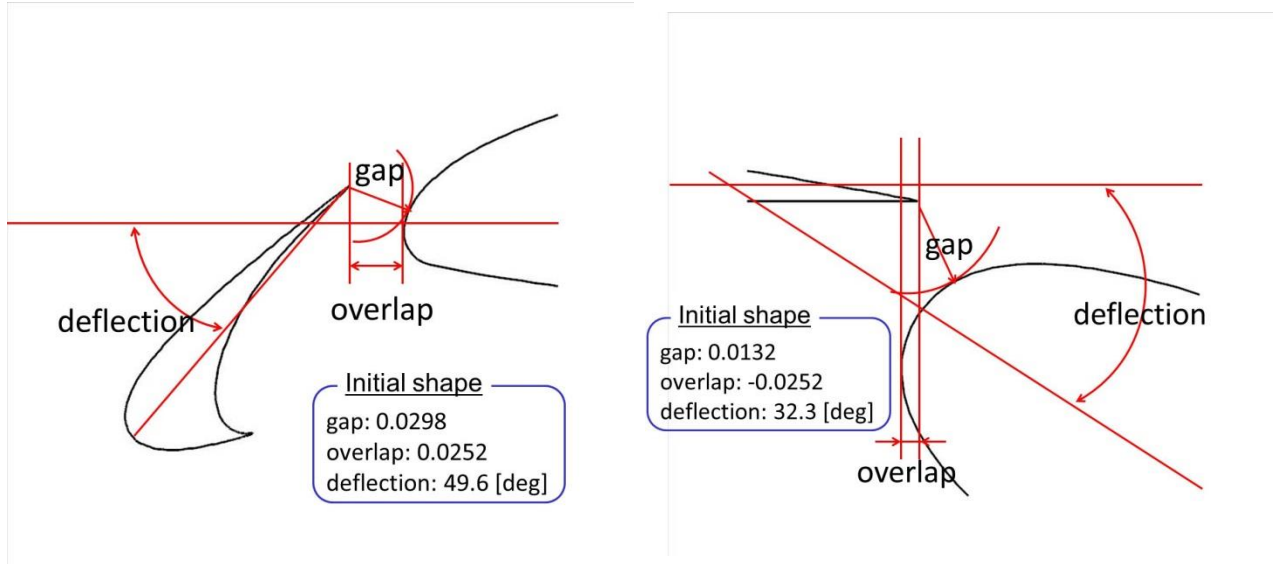 gap
deflection
overlap
Initial shape
gap: 0.0298
overlap: 0.0252
deflection: 49.6 [deg]
gap
deflection
Initial shape
gap: 0.0132
overlap: -0.0252
deflection: 32.3 [deg]
overlap